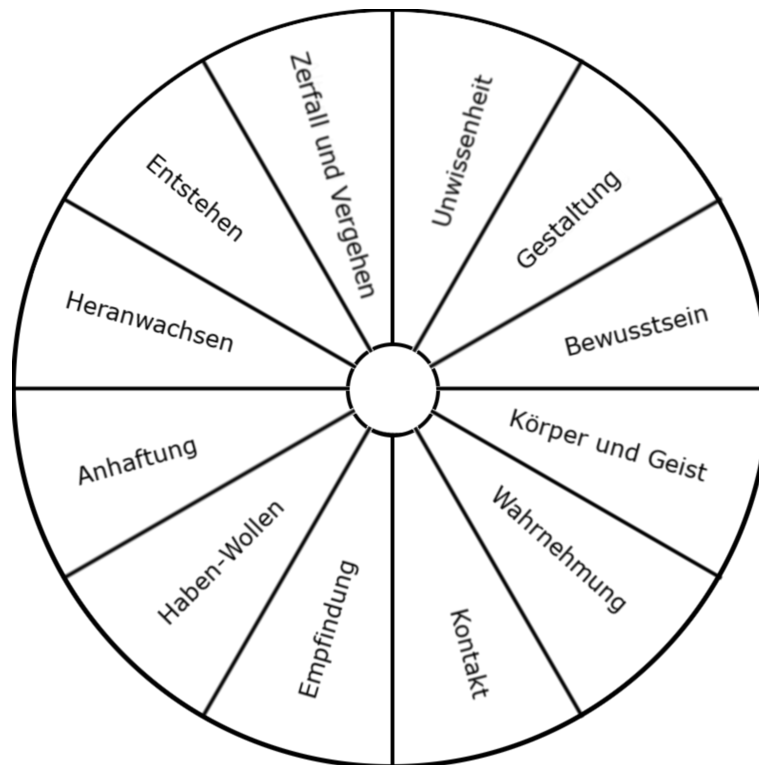 Unwissenheit
Gestaltung
Bewusstsein
Körper und Geist
Wahrnehmung
Kontakt
Empfindung
Haben-Wollen
Anhaftung
Heranwachsen
Entstehen
Zerfall und Vergehen